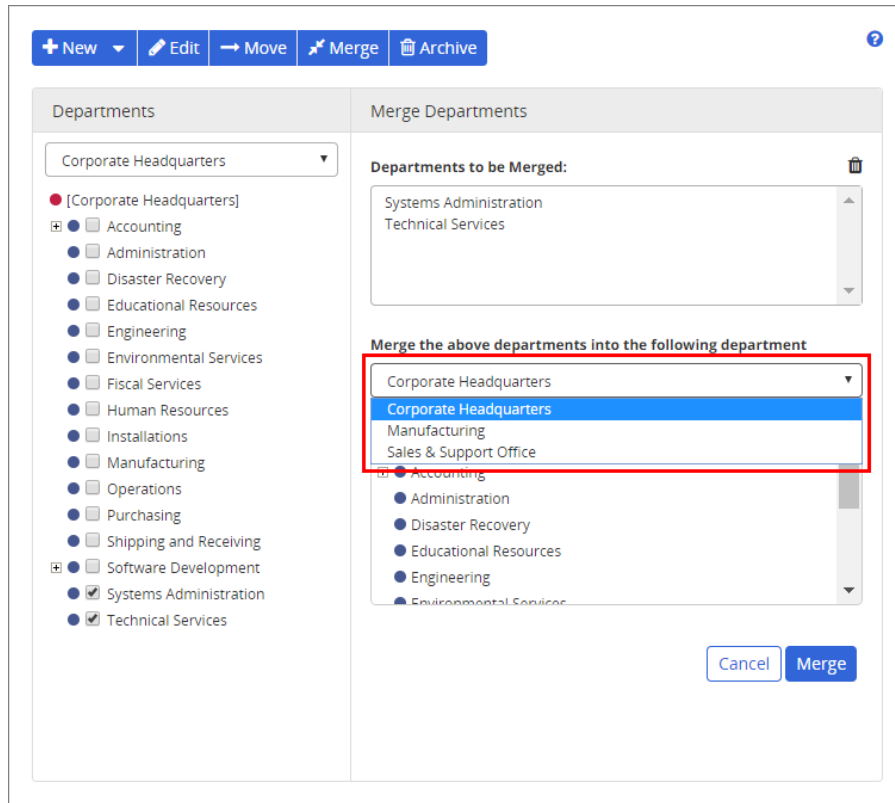 New Edit Move Merge Archive
Departments
Corporate Headquarters
[Corporate Headquarters]
Accounting
Administration
Disaster Recovery
Educational Resources
Engineering
Environmental Services
Fiscal Services
Human Resources
Installations
Manufacturing
Operations
Purchasing
Shipping and Receiving
Software Development
Systems Administration
Technical Services
Merge Departments
Departments to be Merged:
Systems Administration
Technical Services
Merge the above departments into the following department
Corporate Headquarters
Corporate Headquarters
Manufacturing
Sales & Support Office
Accounting
Administration
Disaster Recovery
Educational Resources
Engineering
Environmental Services
Cancel Merge